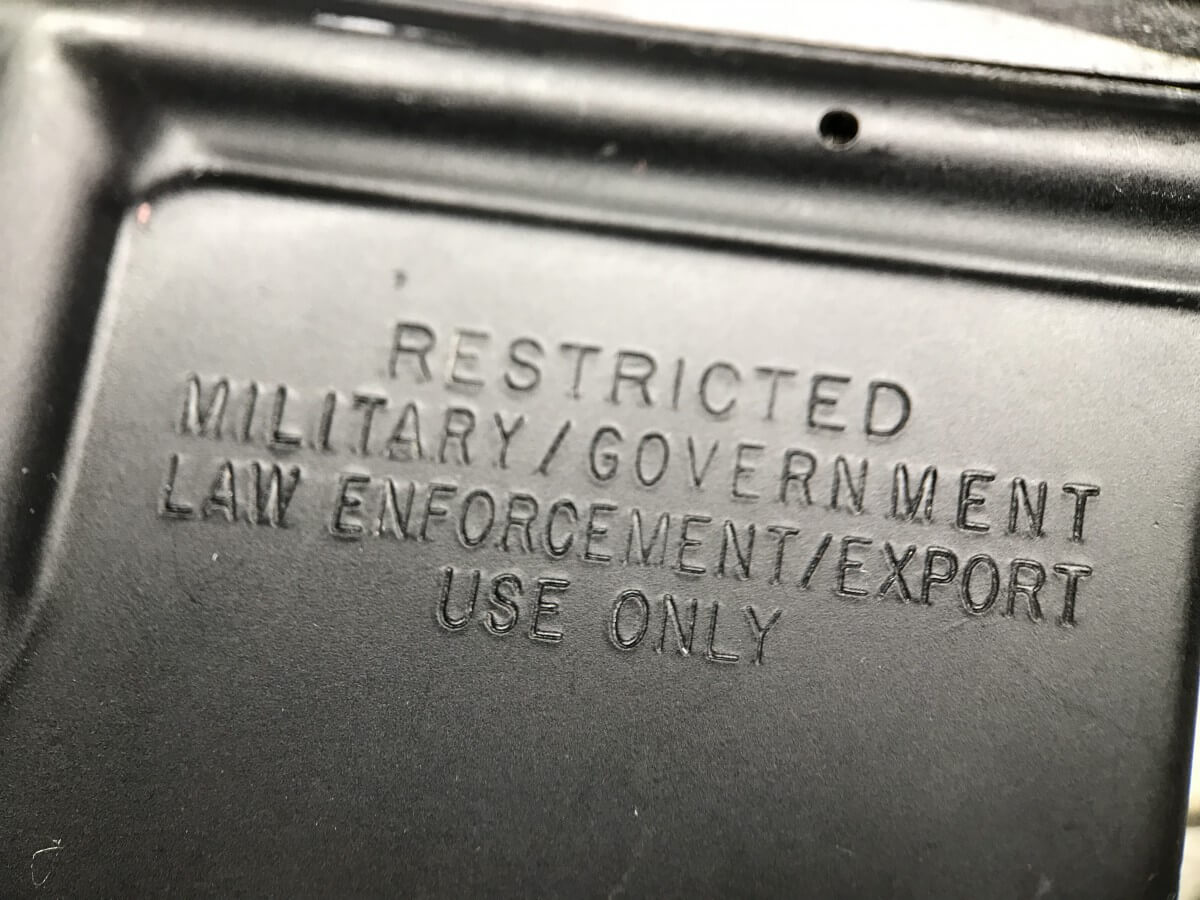 RESTRICTED
MILITARY/GOVERNMENT
LAW ENFORCEMENT/EXPORT
USE ONLY